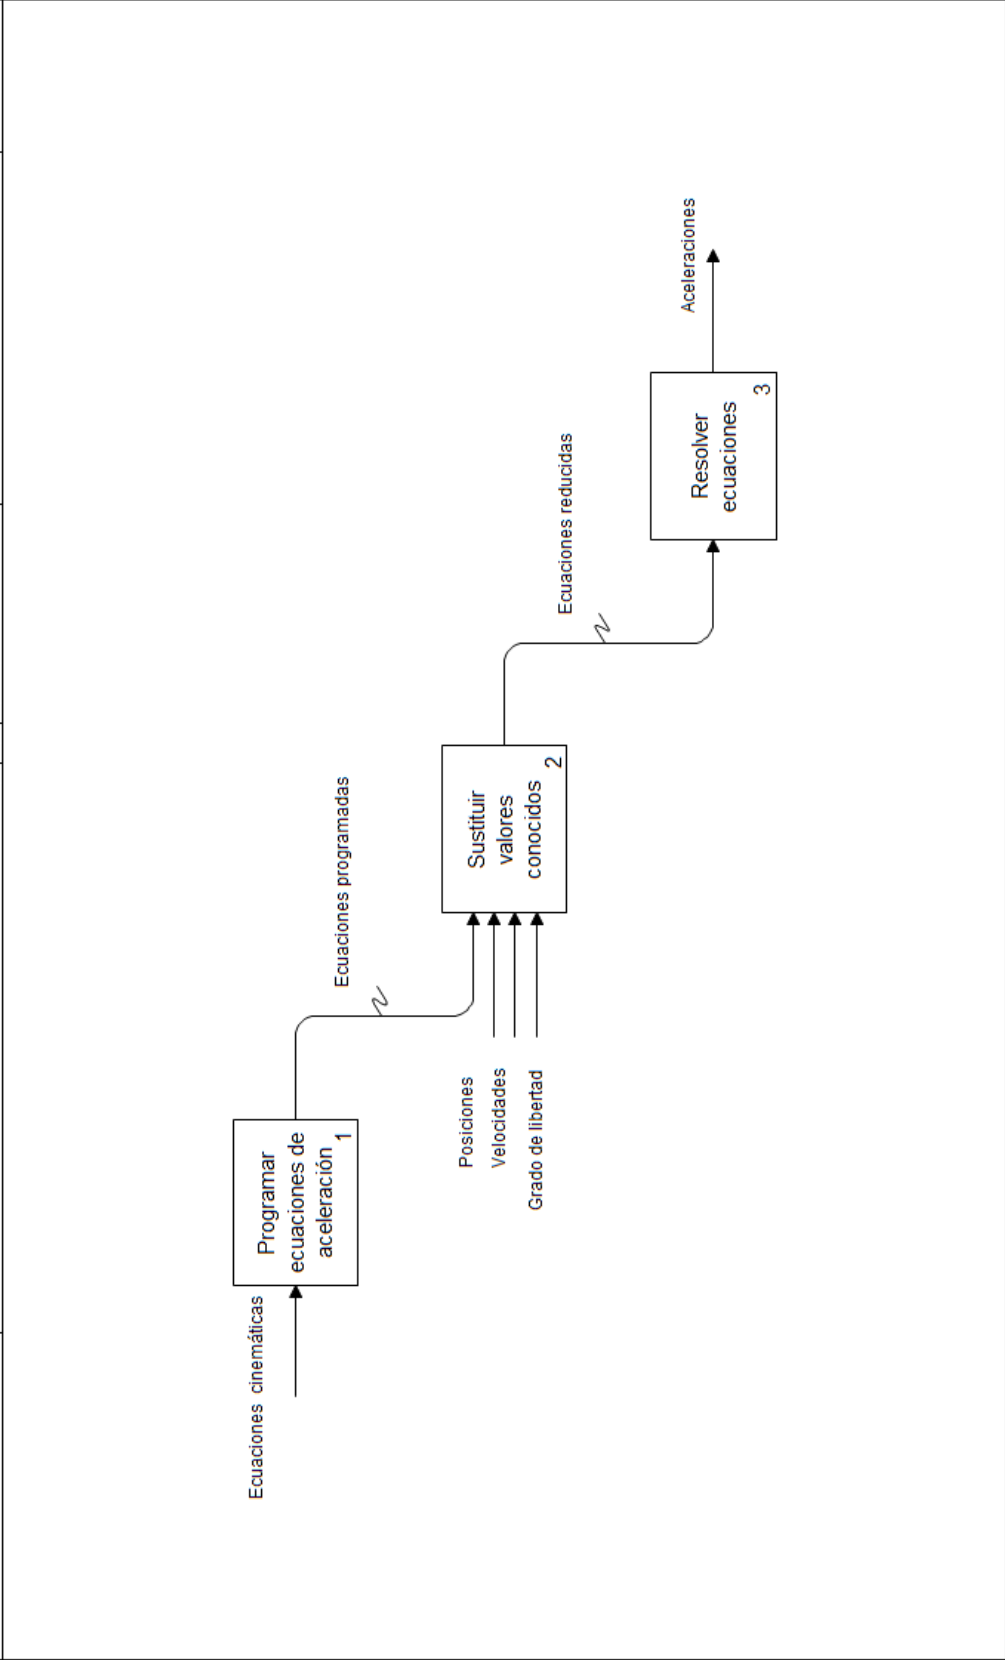 Ecuaciones cinemáticas
Programar
ecuaciones de
aceleración
1
Ecuaciones programadas
Posiciones
Velocidades
Grado de libertad
Sustituir
valores
conocidos
2
Ecuaciones reducidas
Resolver
ecuaciones
3
Aceleraciones